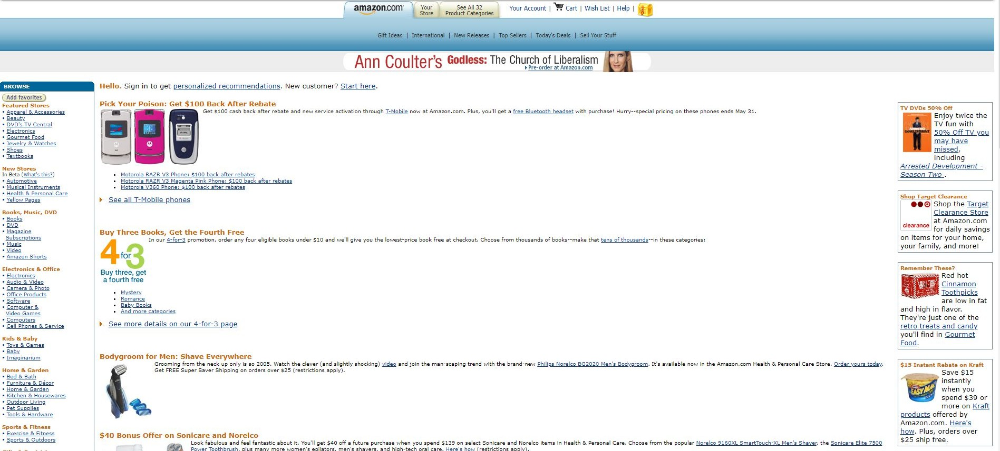 amazon.com
Your
Store
See All 32
Product Categories
Your Account | Cart | Wish List | Help |
Gift Ideas | International | New Releases | Top Sellers | Today's Deals | Sell Your Stuff
Ann Coulter's Godless: The Church of Liberalism
Pre-order at Amazon.com
BROWSE
Add favorites
Featured Stores
• Apparel & Accessories
• Beauty
• DVD's TV Central
• Electronics
• Gourmet Food
• Jewelry & Watches
• Shoes
• Textbooks
New Stores
In Beta (What's this?)
• Automotive
• Musical Instruments
• Health & Personal Care
• Yellow Pages
Books, Music, DVD
• Books
• DVD
• Magazine
Subscriptions
• Music
• Video
• Amazon Shorts
Electronics & Office
• Electronics
• Audio & Video
• Camera & Photo
• Office Products
• Software
• Computer &
Video Games
• Computers
• Cell Phones & Service
Kids & Baby
• Toys & Games
• Baby
• Imaginarium
Home & Garden
• Bed & Bath
• Furniture & Décor
• Home & Garden
• Kitchen & Housewares
• Outdoor Living
• Pet Supplies
• Tools & Hardware
Sports & Fitness
• Exercise & Fitness
• Sports & Outdoors
Hello. Sign in to get personalized recommendations. New customer? Start here.
Pick Your Poison: Get $100 Back After Rebate
Get $100 cash back after rebate and new service activation through T-Mobile now at Amazon.com. Plus, you'll get a free Bluetooth headset with purchase! Hurry--special pricing on these phones ends May 31.
• Motorola RAZR V3 Phone: $100 back after rebates
• Motorola RAZR V3 Magenta Pink Phone: $100 back after rebates
• Motorola V360 Phone: $100 back after rebates
See all T-Mobile phones
Buy Three Books, Get the Fourth Free
In our 4-for-3 promotion, order any four eligible books under $10 and we'll give you the lowest-price book free at checkout. Choose from thousands of books--make that tens of thousands--in these categories:
4 for 3
Buy three, get
a fourth free
• Mystery
• Romance
• Baby Books
• And more categories
See more details on our 4-for-3 page
Bodygroom for Men: Shave Everywhere
Grooming from the neck up only is so 2005. Watch the clever (and slightly shocking) video and join the man-scaping trend with the brand-new Philips Norelco BG2020 Men's Bodygroom. It's available now in the Amazon.com Health & Personal Care Store. Order yours today.
Get FREE Super Saver Shipping on orders over $25 (restrictions apply).
$40 Bonus Offer on Sonicare and Norelco
Look fabulous and feel fantastic about it. You'll get $40 off a future purchase when you spend $139 on select Sonicare and Norelco items in Health & Personal Care. Choose from the popular Norelco 9160XL SmartTouch-XL Men's Shaver, the Sonicare Elite 7500
Power Toothbrush, plus many more women's epilators, men's shavers, and high-tech oral care. Here's how (restrictions apply).
TV DVDs 50% Off
Enjoy twice the
TV fun with
50% Off TV you
may have
missed,
including
Arrested Development -
Season Two .
Shop Target Clearance
Shop the Target
Clearance Store
at Amazon.com
for daily savings
on items for your home,
your family, and more!
clearance
Remember These?
Red hot
Cinnamon
Toothpicks
are low in fat
and high in flavor.
They're just one of the
retro treats and candy
you'll find in Gourmet
Food.
$15 Instant Rebate on Kraft
Save $15
instantly
when you
spend $39 or
more on Kraft
products offered by
Amazon.com. Here's
how. Plus, orders over
$25 ship free.
EASY MAC